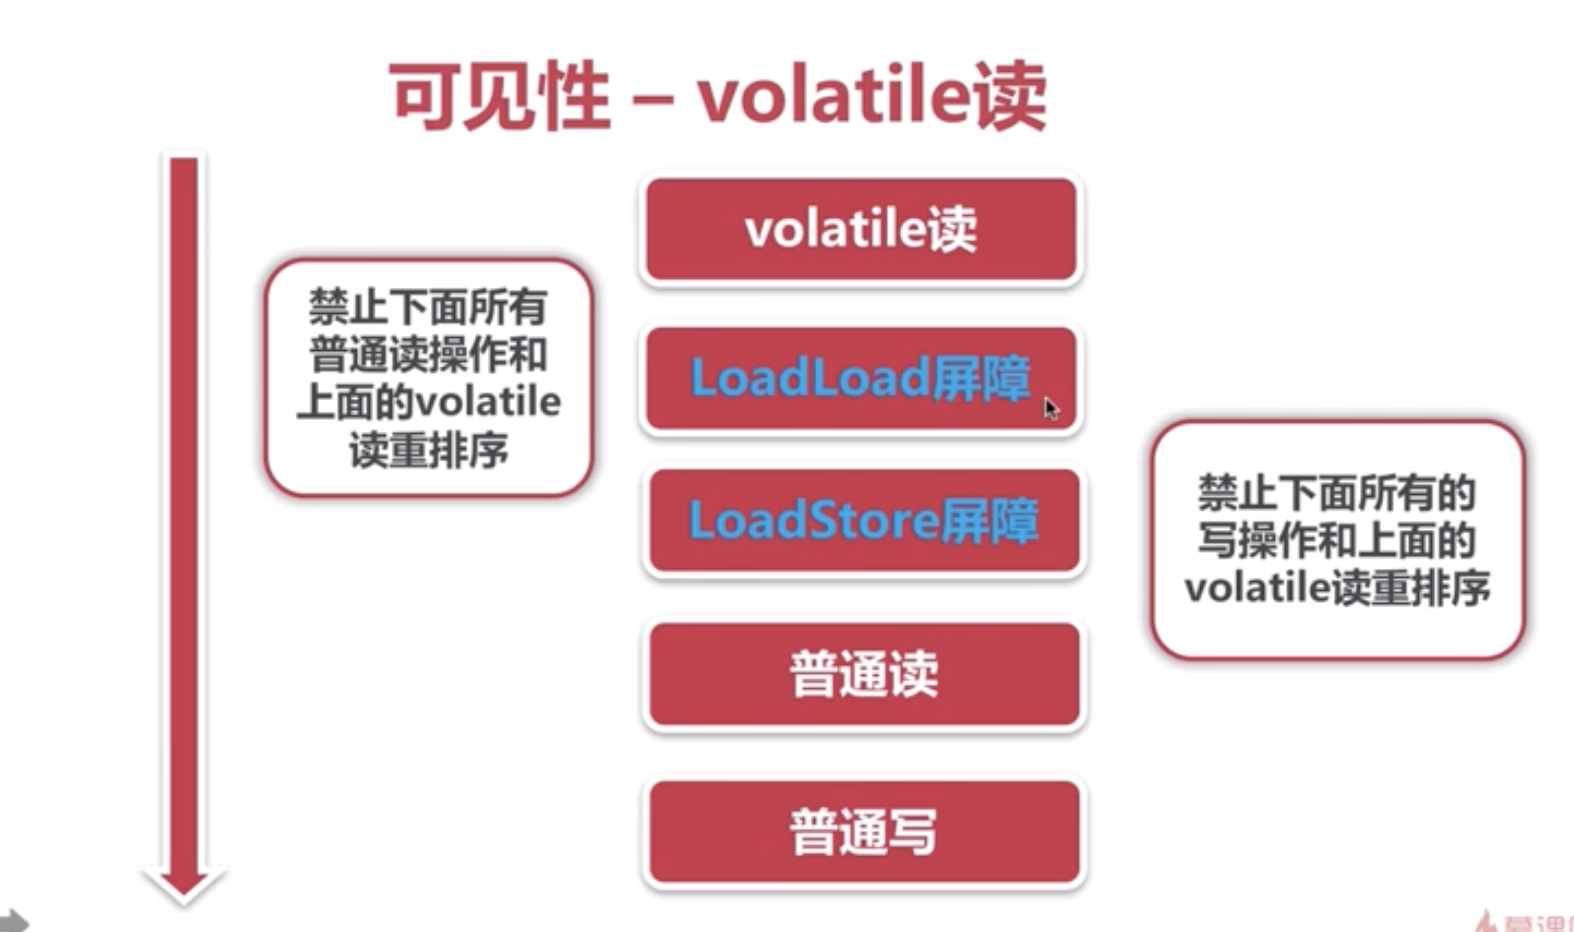 可见性 – volatile读
volatile读
禁止下面所有
普通读操作和
上面的volatile
读重排序
LoadLoad屏障
LoadStore屏障
禁止下面所有的
写操作和上面的
volatile读重排序
普通读
普通写